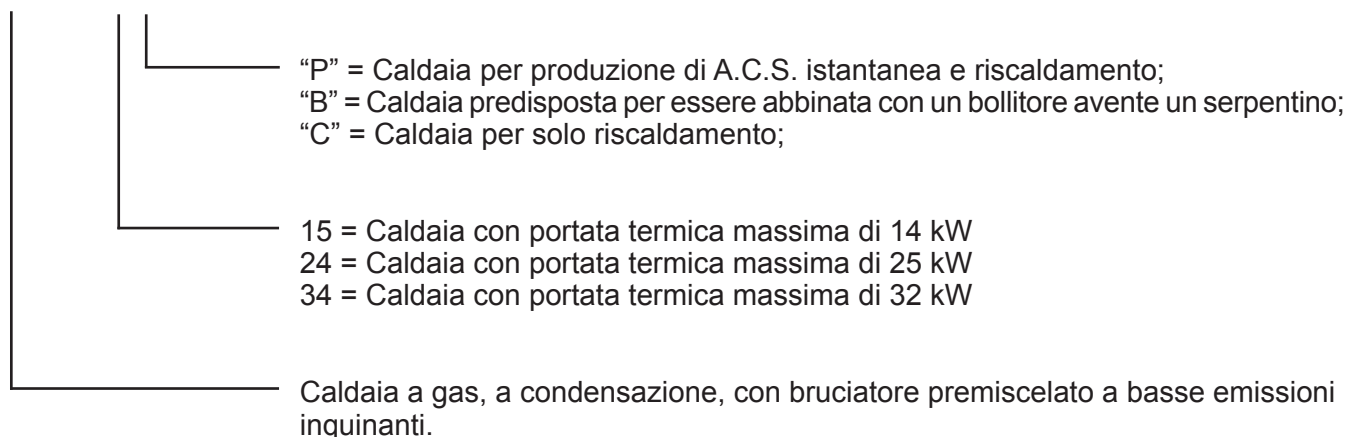 “P” = Caldaia per produzione di A.C.S. istantanea e riscaldamento;
“B” = Caldaia predisposta per essere abbinata con un bollitore avente un serpentino;
“C” = Caldaia per solo riscaldamento;
15 = Caldaia con portata termica massima di 14 kW
24 = Caldaia con portata termica massima di 25 kW
34 = Caldaia con portata termica massima di 32 kW
Caldaia a gas, a condensazione, con bruciatore premiscelato a basse emissioni
inquinanti.